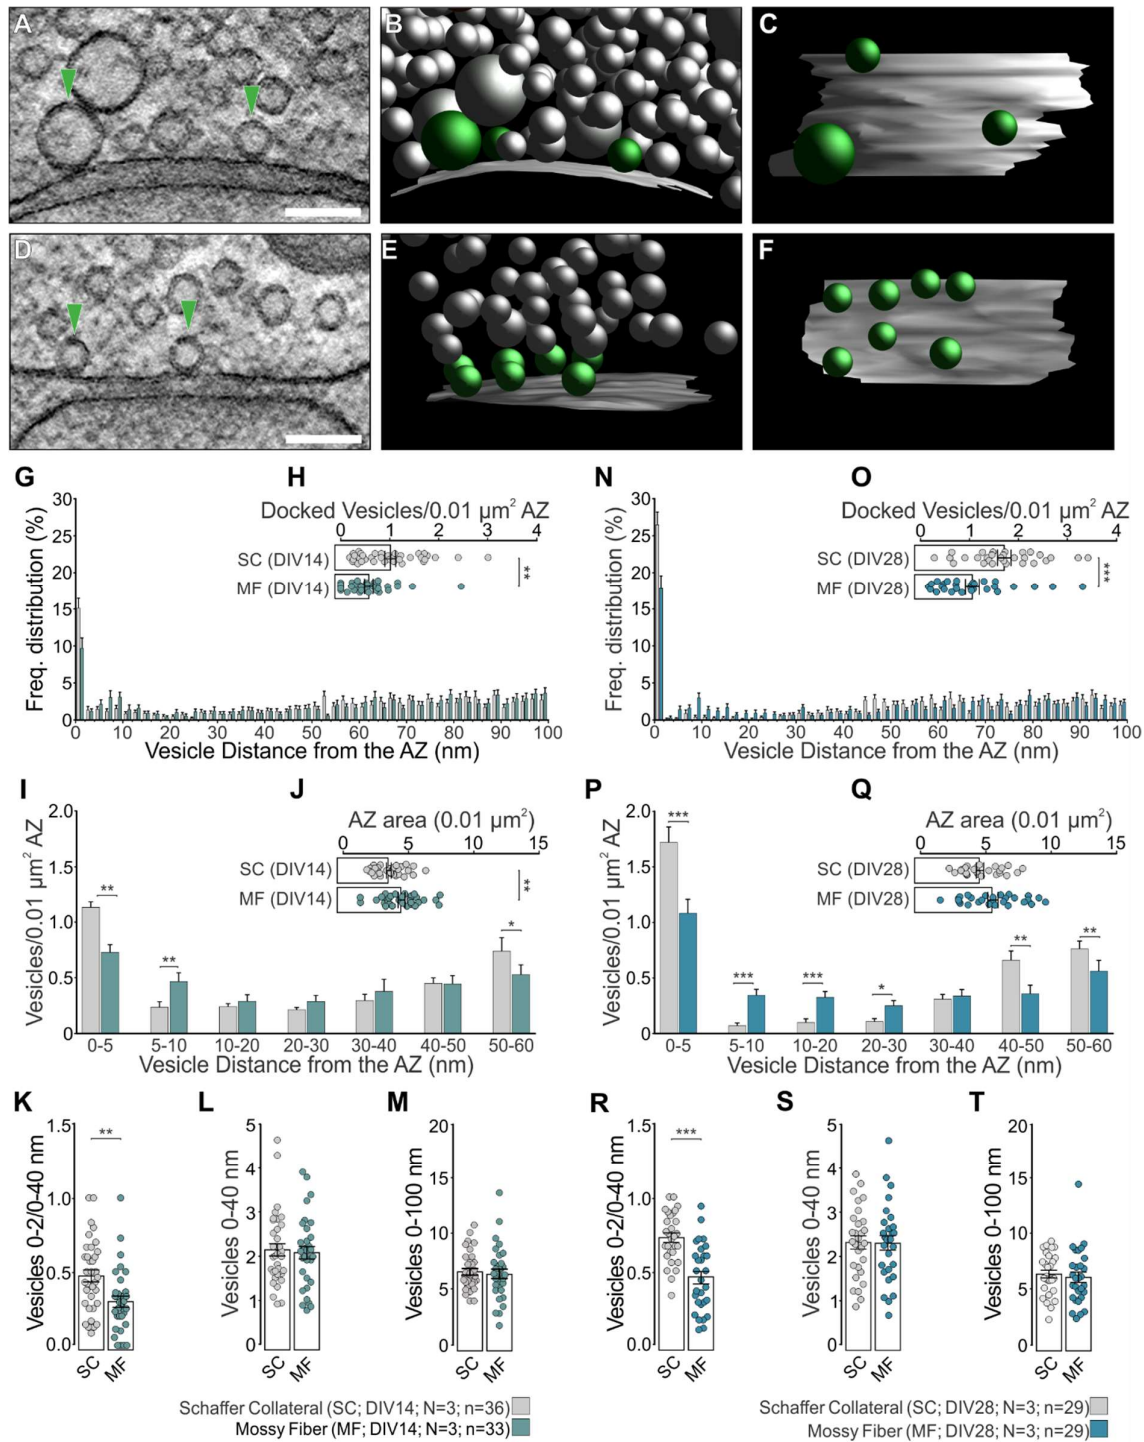 A
B
C
D
E
F
G
H
N
O
Docked Vesicles/0.01 µm² AZ
0 1 2 3 4
SC (DIV14)
MF (DIV14)
**
Freq. distribution (%)
30
25
20
15
10
5
0
0 10 20 30 40 50 60 70 80 90 100
Vesicle Distance from the AZ (nm)
Docked Vesicles/0.01 µm² AZ
0 1 2 3 4
SC (DIV28)
MF (DIV28)
***
Freq. distribution (%)
30
25
20
15
10
5
0
0 10 20 30 40 50 60 70 80 90 100
Vesicle Distance from the AZ (nm)
I
J
P
Q
AZ area (0.01 µm²)
0 5 10 15
SC (DIV14)
MF (DIV14)
**
Vesicles/0.01 µm² AZ
2.0
1.5
1.0
0.5
0
** ** *
0-5 5-10 10-20 20-30 30-40 40-50 50-60
Vesicle Distance from the AZ (nm)
AZ area (0.01 µm²)
0 5 10 15
SC (DIV28)
MF (DIV28)
Vesicles/0.01 µm² AZ
2.0
1.5
1.0
0.5
0
*** *** *** * ** **
0-5 5-10 10-20 20-30 30-40 40-50 50-60
Vesicle Distance from the AZ (nm)
K
L
M
R
S
T
Vesicles 0-2/0-40 nm
1.5
1.0
0.5
0.0
**
SC MF
Vesicles 0-40 nm
5
4
3
2
1
0
SC MF
Vesicles 0-100 nm
20
15
10
5
0
SC MF
Vesicles 0-2/0-40 nm
1.5
1.0
0.5
0.0
***
SC MF
Vesicles 0-40 nm
5
4
3
2
1
0
SC MF
Vesicles 0-100 nm
20
15
10
5
0
SC MF
Schaffer Collateral (SC; DIV14; N=3; n=36)
Mossy Fiber (MF; DIV14; N=3; n=33)
Schaffer Collateral (SC; DIV28; N=3; n=29)
Mossy Fiber (MF; DIV28; N=3; n=29)